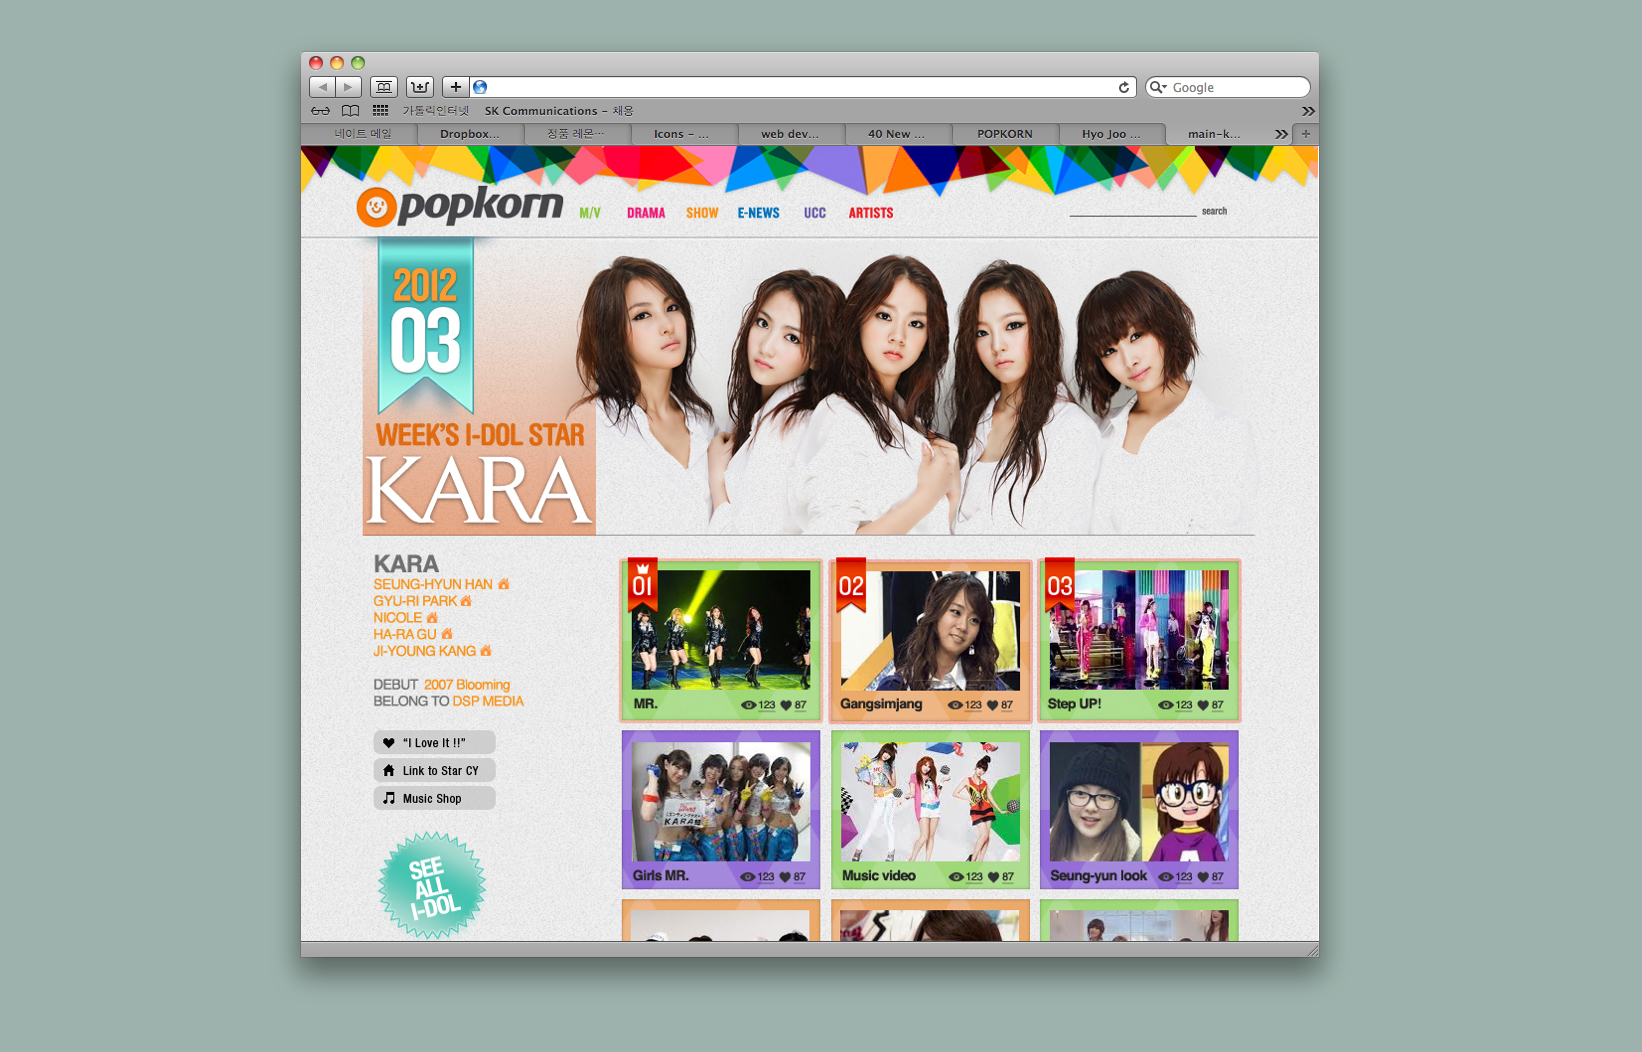 Google
가톨릭인터넷 SK Communications – 채용
네이트 메일 Dropbox... 정품 레몬… Icons – ... web dev... 40 New ... POPKORN Hyo Joo ... main-k...
popkorn M/V DRAMA SHOW E-NEWS UCC ARTISTS search
2012
03
WEEK'S I-DOL STAR
KARA
KARA
SEUNG-HYUN HAN
GYU-RI PARK
NICOLE
HA-RA GU
JI-YOUNG KANG
DEBUT 2007 Blooming
BELONG TO DSP MEDIA
“I Love It !!”
Link to Star CY
Music Shop
SEE
ALL
I-DOL
01 02 03
MR. 123 87 Gangsimjang 123 87 Step UP! 123 87
KARA
Girls MR. 123 87 Music video 123 87 Seung-yun look 123 87